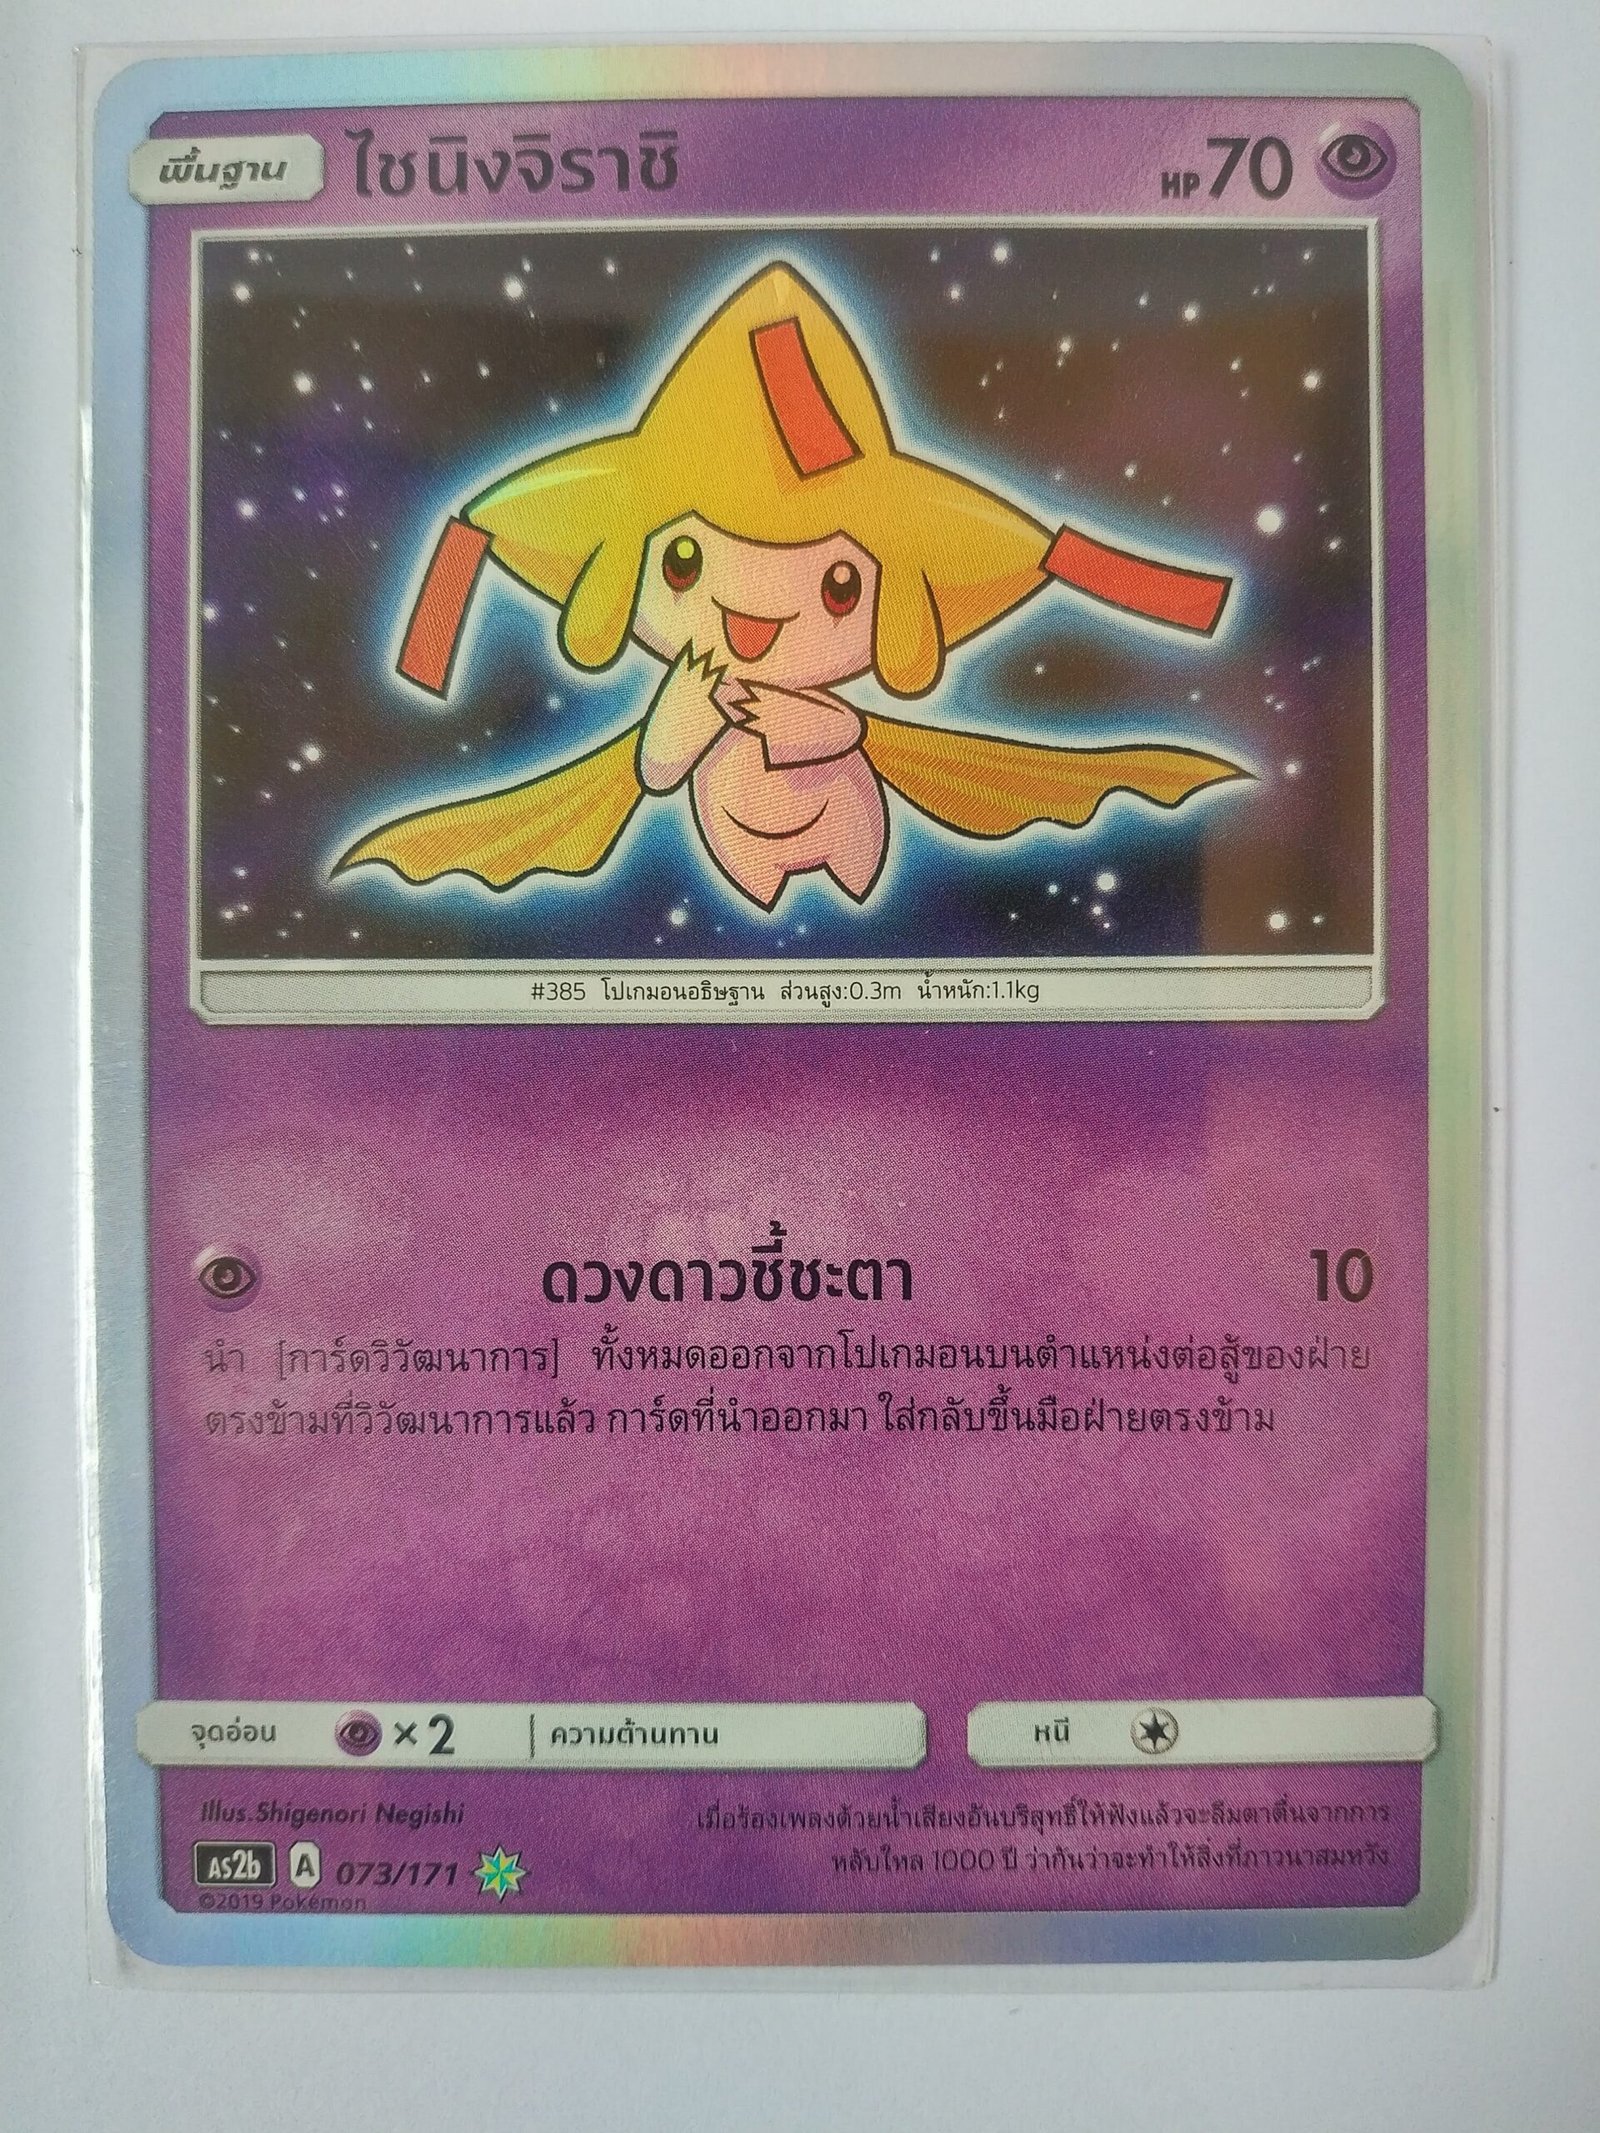 พื้นฐาน ไชนิงจิราชิ HP70
#385 โปเกมอนอธิษฐาน ส่วนสูง:0.3m น้ำหนัก:1.1kg
ดวงดาวชี้ชะตา 10
นำ [การ์ดวิวัฒนาการ] ทั้งหมดออกจากโปเกมอนบนตำแหน่งต่อสู้ของฝ่าย
ตรงข้ามที่วิวัฒนาการแล้ว การ์ดที่นำออกมา ใส่กลับขึ้นมือฝ่ายตรงข้าม
จุดอ่อน ×2 ความต้านทาน หนี
Illus.Shigenori Negishi
AS2b A 073/171
©2019 Pokémon
เมื่อร้องเพลงด้วยน้ำเสียงอันบริสุทธิ์ให้ฟังแล้วจะลืมตาตื่นจากการ
หลับใหล 1000 ปี ว่ากันว่าจะทำให้สิ่งที่ภาวนาสมหวัง